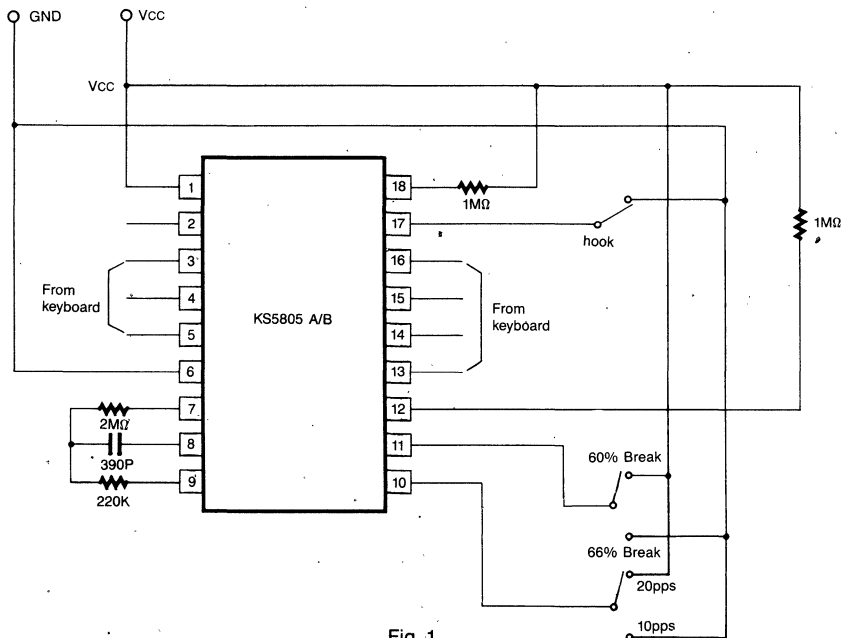 GND
Vcc
Vcc
1
2
3
4
5
6
7
8
9
From
keyboard
KS5805 A/B
18
17
16
15
14
13
12
11
10
1MΩ
hook
1MΩ
From
keyboard
2MΩ
390P
220K
60% Break
66% Break
20pps
10pps
Fig. 1